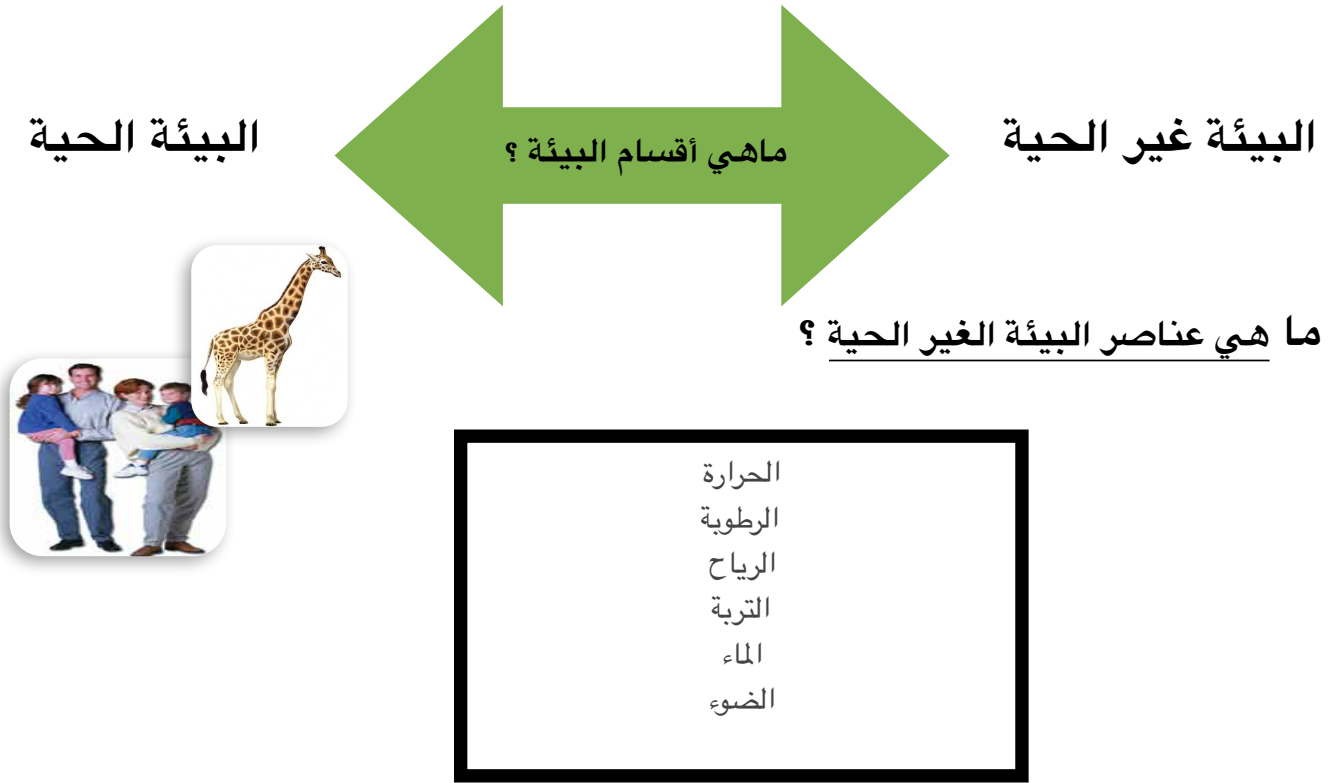 البيئة غير الحية
ماهي أقسام البيئة ؟
البيئة الحية
ما هي عناصر البيئة الغير الحية ؟
الحرارة
الرطوبة
الرياح
التربة
الماء
الضوء